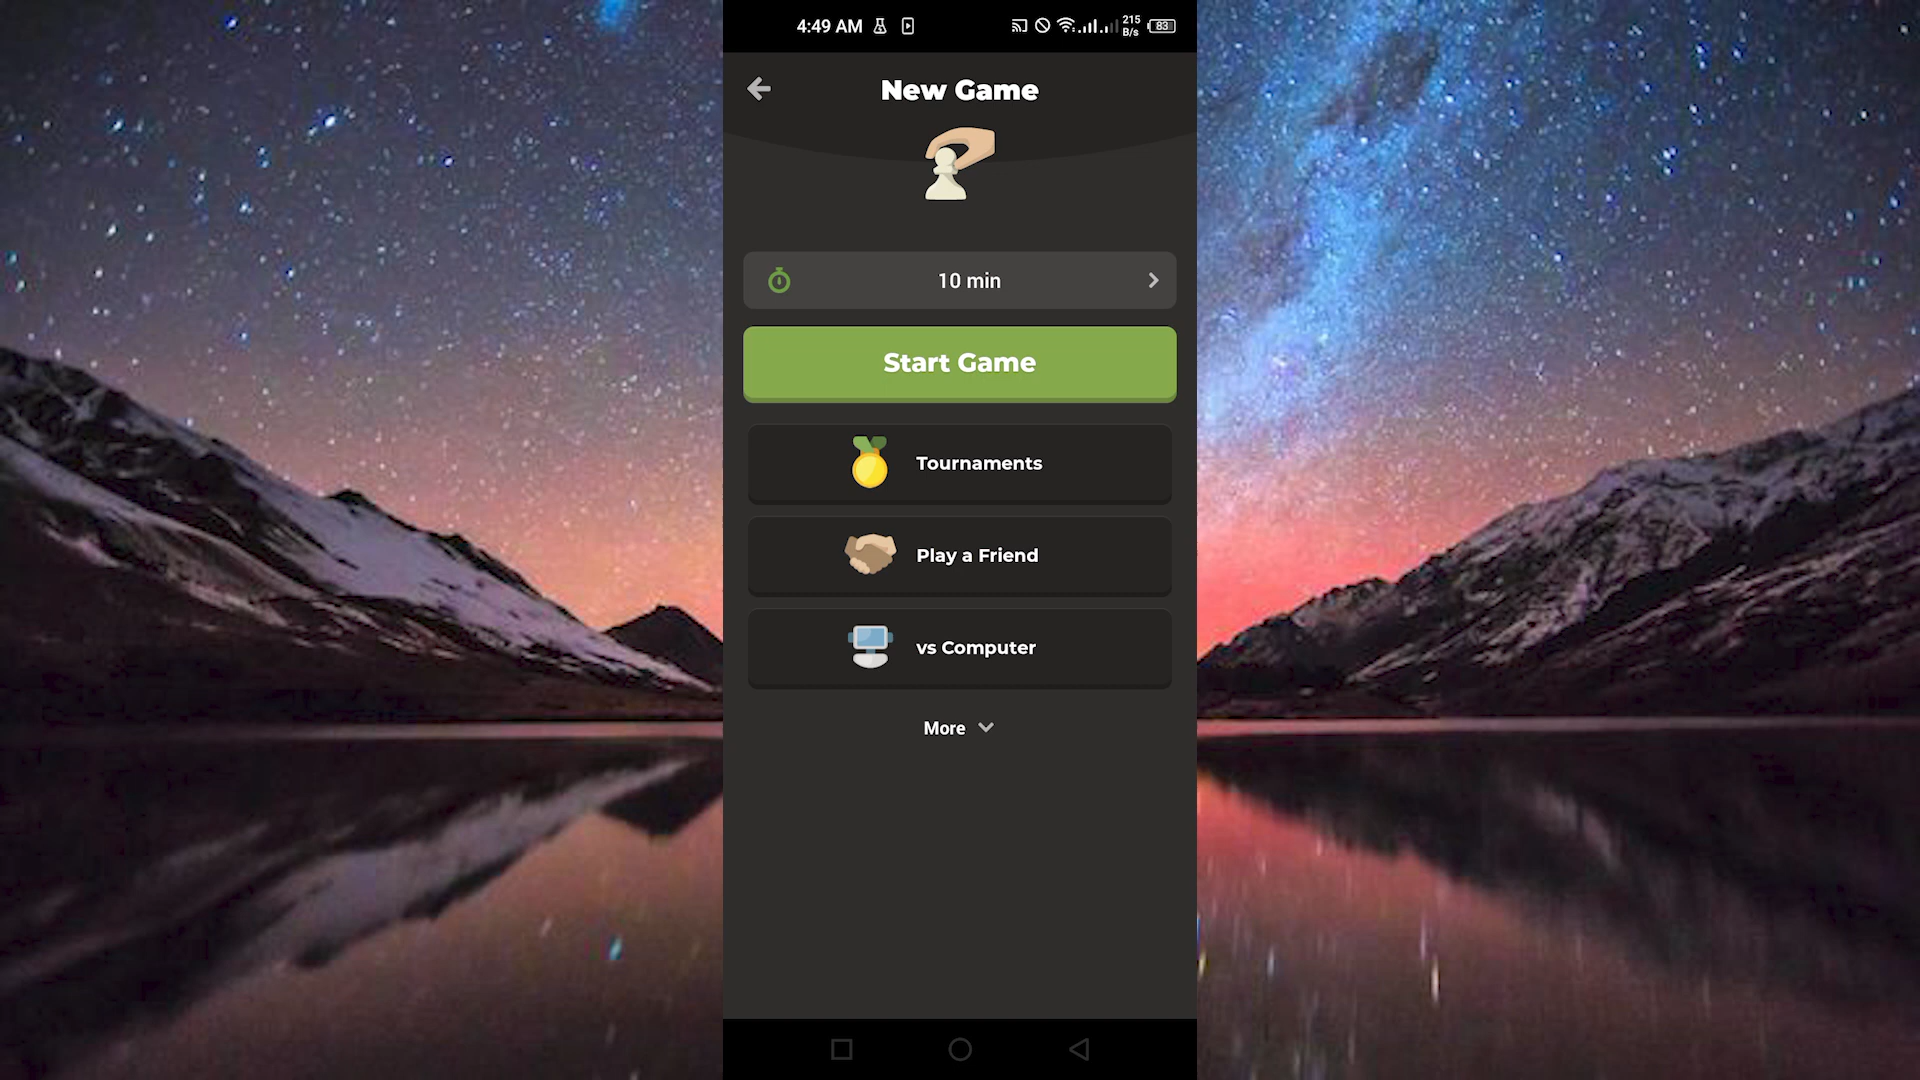 4:49 AM
215
B/s
83
New Game
10 min
Start Game
Tournaments
Play a Friend
vs Computer
More